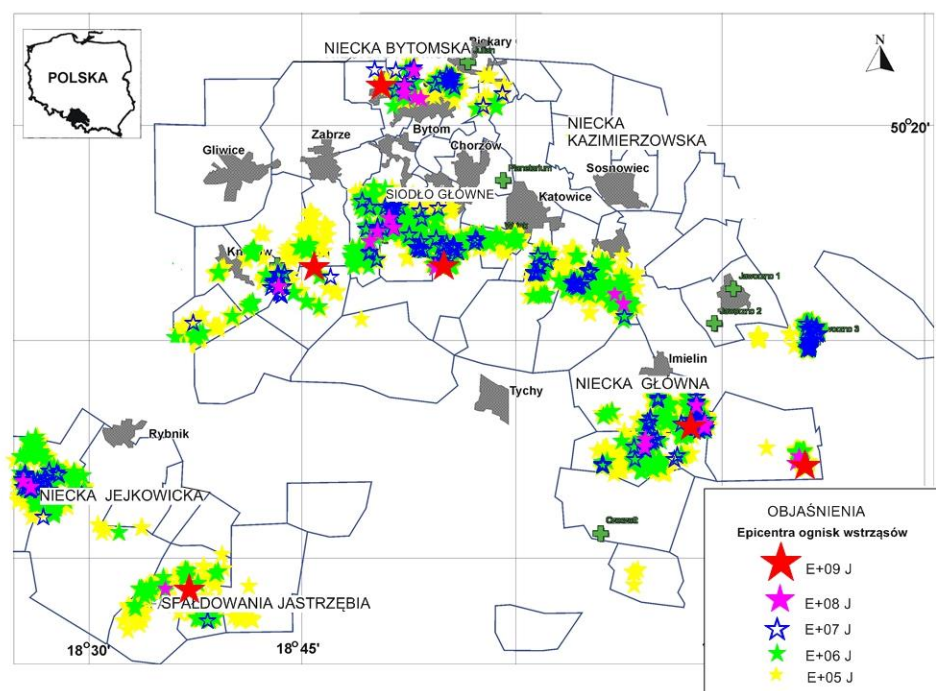 POLSKA
N
NIECKA BYTOMSKA
Piekary
50°20'
NIECKA
KAZIMIERZOWSKA
Bytom
Zabrze
Chorzów
Gliwice
Planetarium
Sosnowiec
SIODŁO GŁÓWNE
Katowice
Jaworzno 1
Jaworzno 2
Imielin
NIECKA GŁÓWNA
Tychy
Rybnik
NIECKA JEJKOWICKA
SFAŁDOWANIA JASTRZĘBIA
18°30'
18°45'
OBJAŚNIENIA
Epicentra ognisk wstrząsów
E+09 J
E+08 J
E+07 J
E+06 J
E+05 J